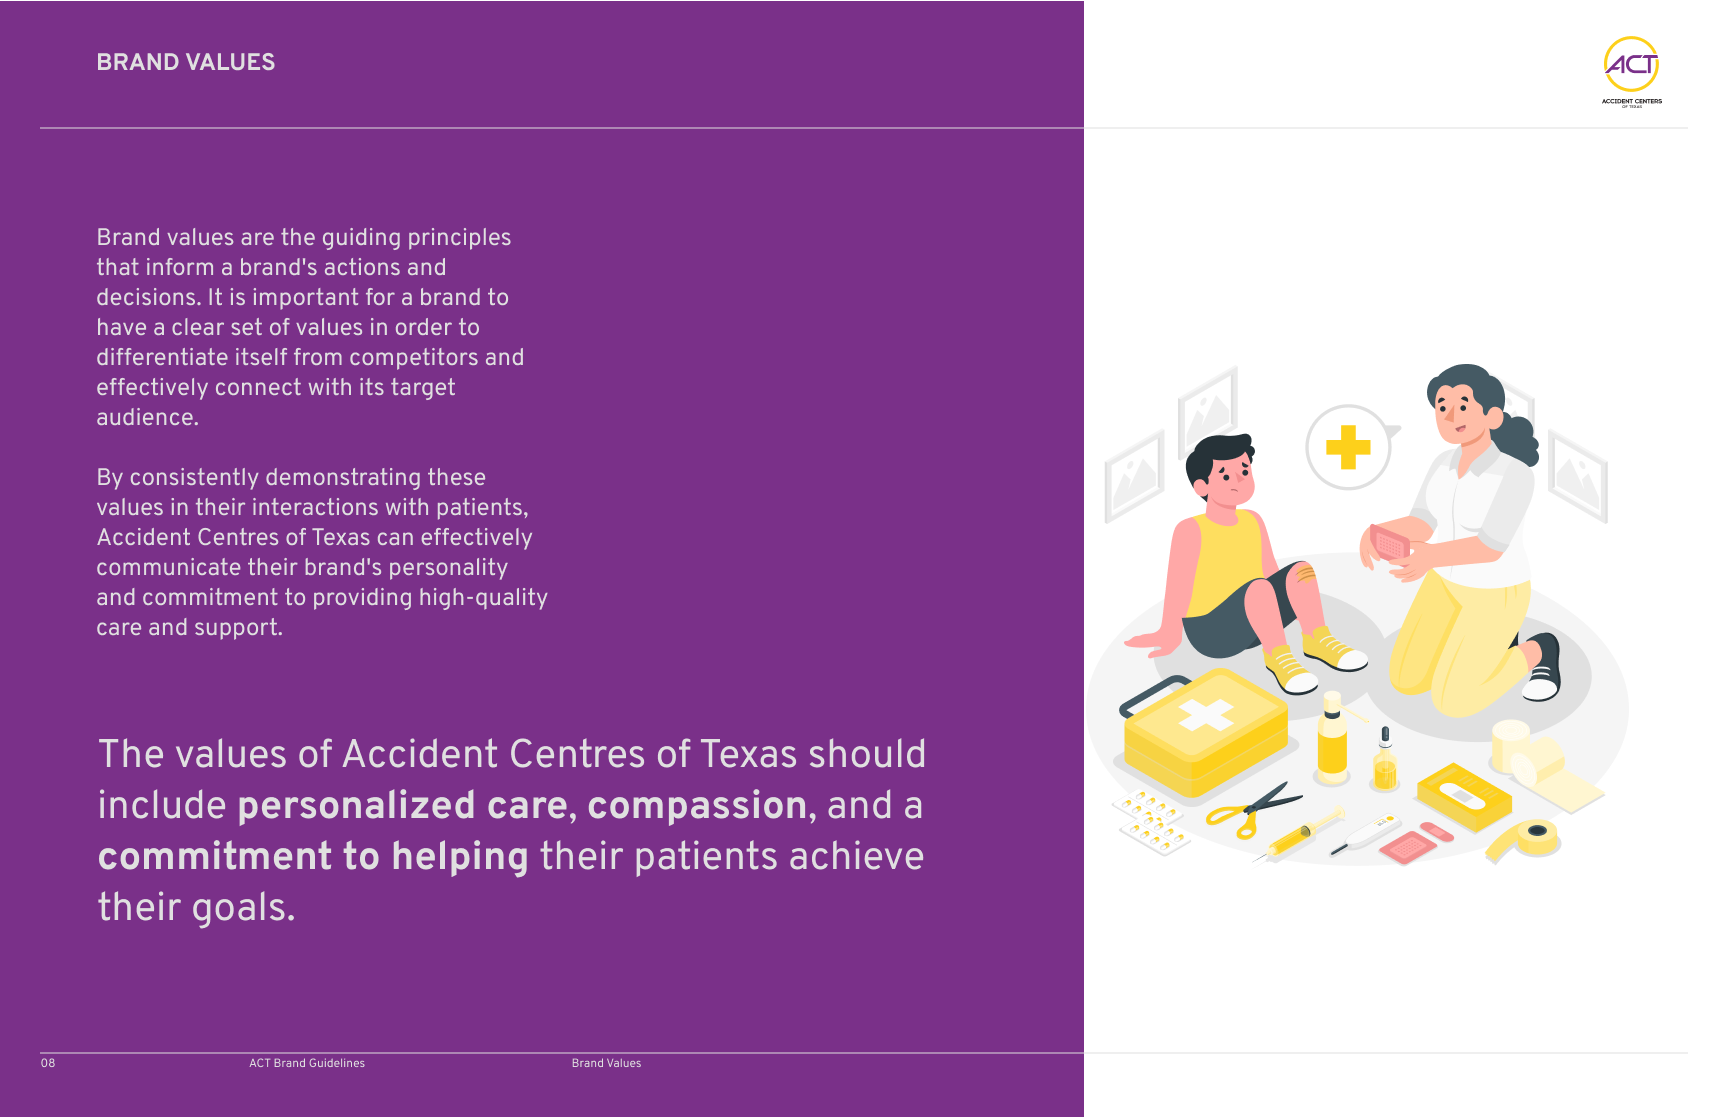 BRAND VALUES
ACT
ACCIDENT CENTERS
OF TEXAS
Brand values are the guiding principles
that inform a brand's actions and
decisions. It is important for a brand to
have a clear set of values in order to
differentiate itself from competitors and
effectively connect with its target
audience.
By consistently demonstrating these
values in their interactions with patients,
Accident Centres of Texas can effectively
communicate their brand's personality
and commitment to providing high-quality
care and support.
The values of Accident Centres of Texas should
include personalized care, compassion, and a
commitment to helping their patients achieve
their goals.
08
ACT Brand Guidelines
Brand Values